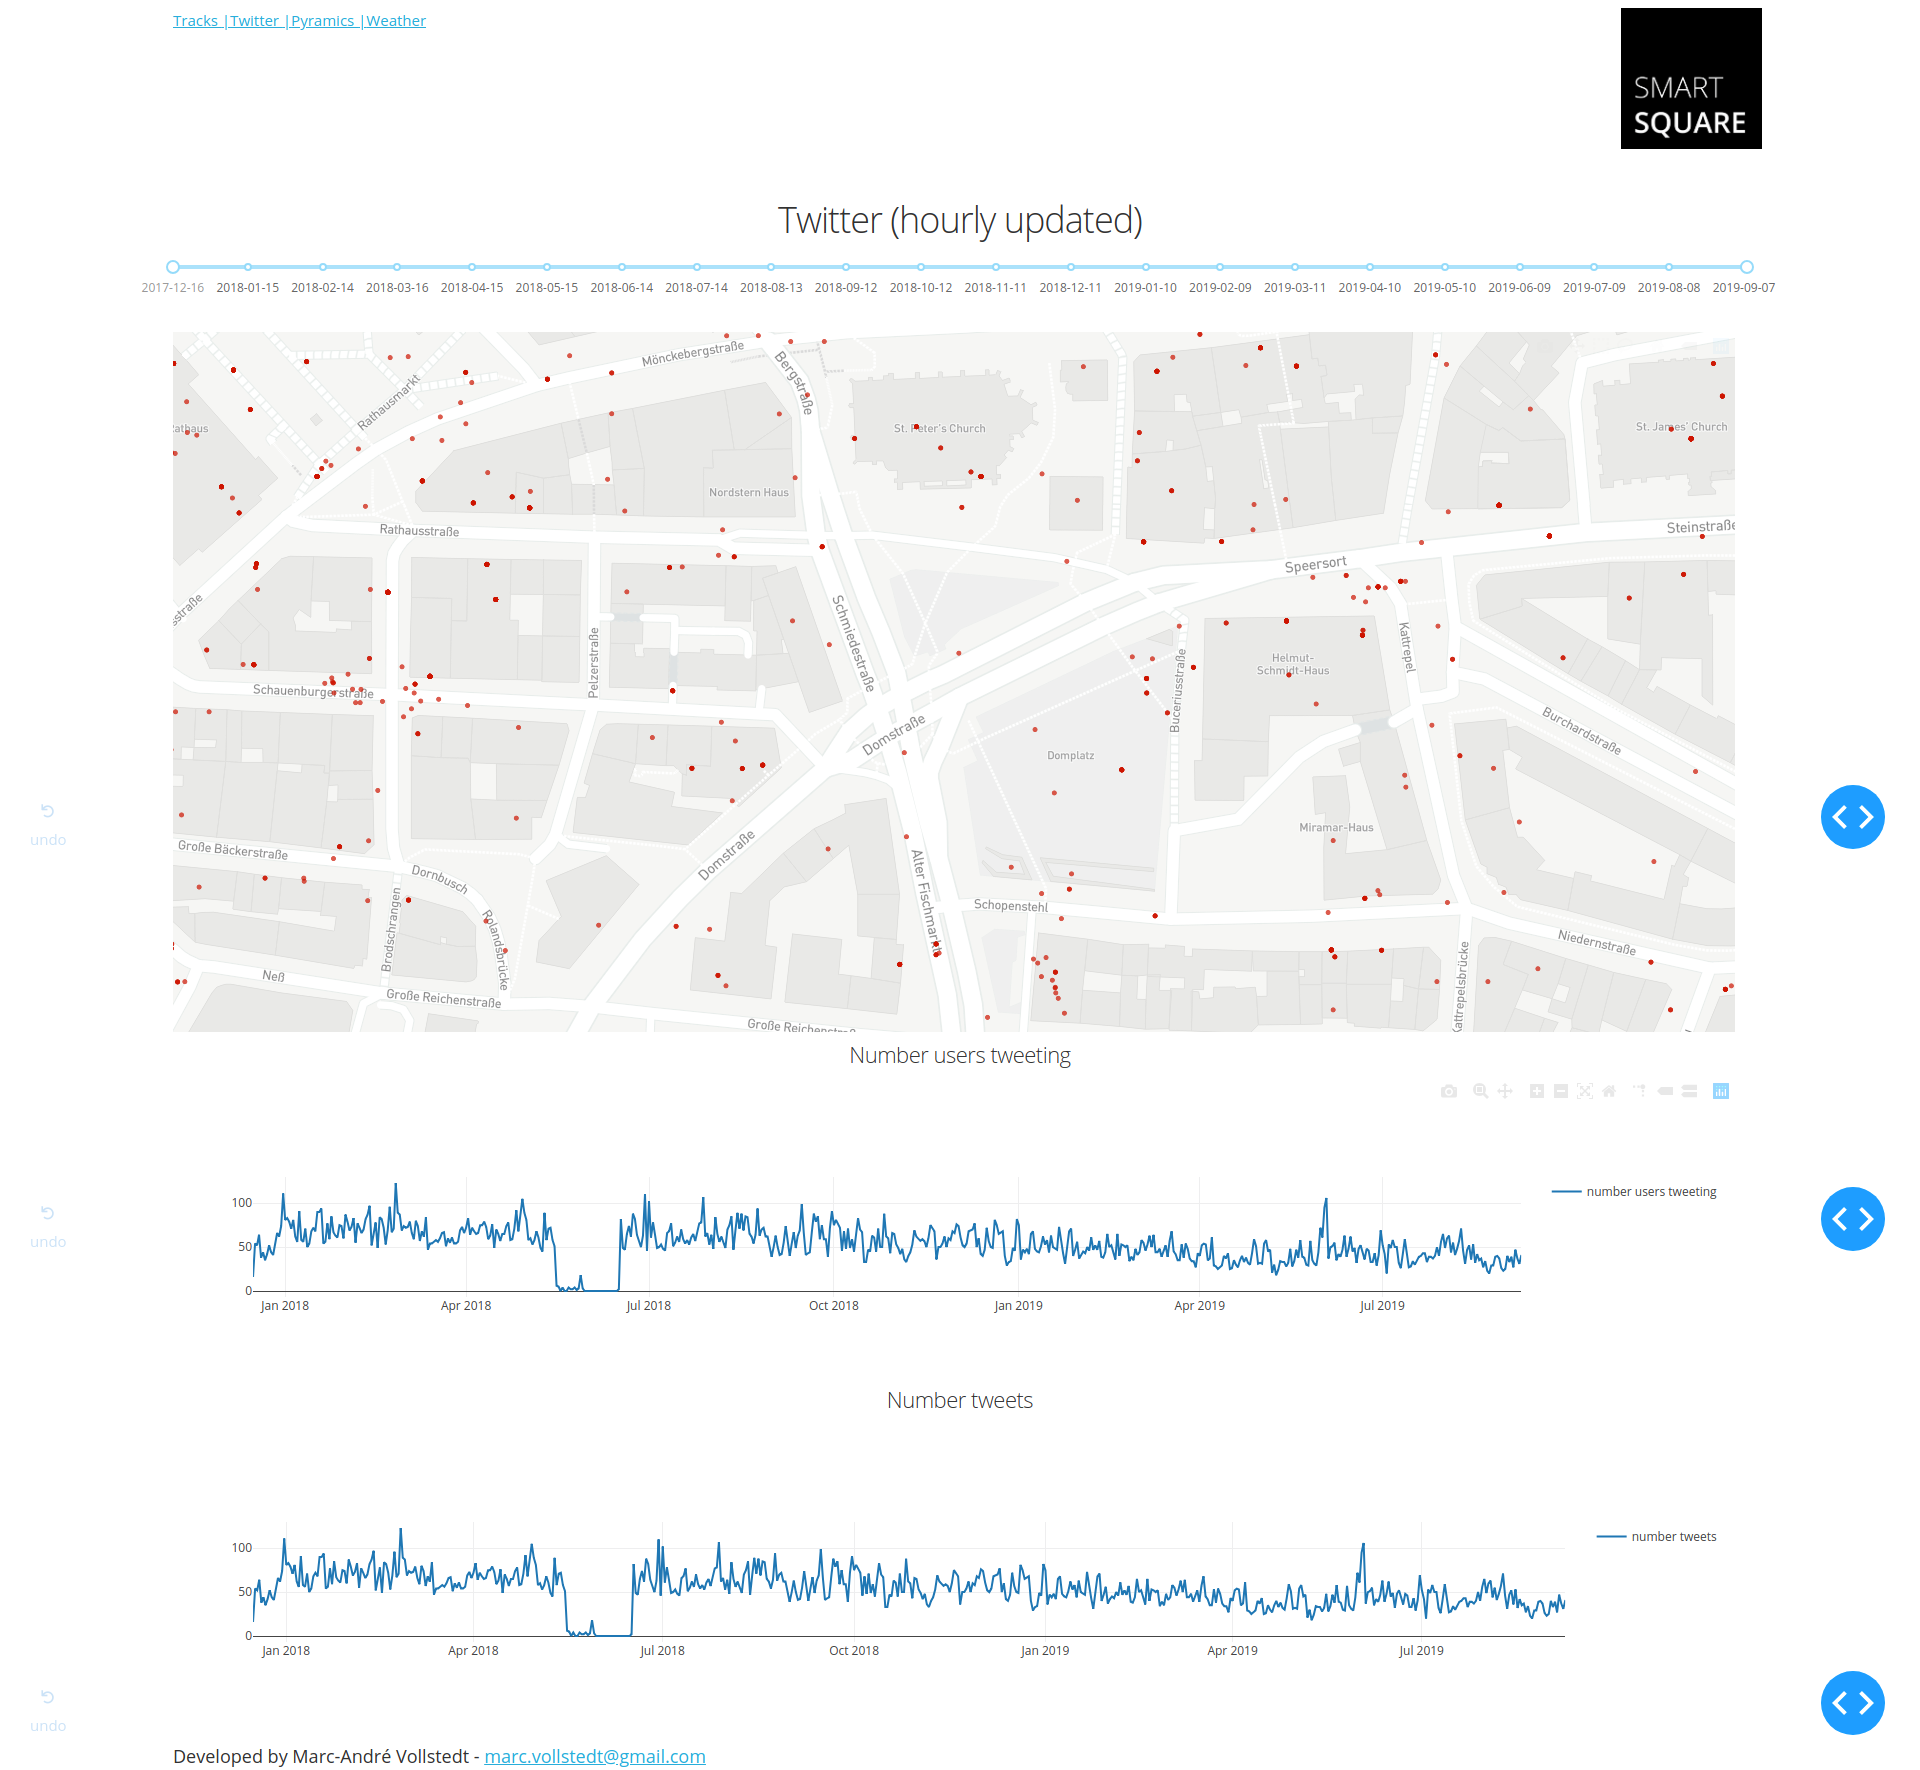 Tracks |Twitter |Pyramics |Weather
SMART
SQUARE
Twitter (hourly updated)
2017-12-16 2018-01-15 2018-02-14 2018-03-16 2018-04-15 2018-05-15 2018-06-14 2018-07-14 2018-08-13 2018-09-12 2018-10-12 2018-11-11 2018-12-11 2019-01-10 2019-02-09 2019-03-11 2019-04-10 2019-05-10 2019-06-09 2019-07-09 2019-08-08 2019-09-07
Mönckebergstraße
Bergstraße
Rathausmarkt
St. Peter's Church
St. James' Church
Nordstern Haus
Rathausstraße
Steinstraße
Speersort
Schmiedestraße
Kattrepel
Pelzerstraße
Helmut-
Schmidt-Haus
Buceriusstraße
Schauenburgerstraße
Domstraße
Burchardstraße
Domplatz
Miramar-Haus
Große Bäckerstraße
Domstraße
Dornbusch
Alter Fischmarkt
Schopenstehl
Brodschrangen
Rolandsbrücke
Niedernstraße
Kattrepelsbrücke
Neß
Große Reichenstraße
Große Reichenstraße
undo
Number users tweeting
100
50
0
Jan 2018 Apr 2018 Jul 2018 Oct 2018 Jan 2019 Apr 2019 Jul 2019
number users tweeting
undo
Number tweets
100
50
0
Jan 2018 Apr 2018 Jul 2018 Oct 2018 Jan 2019 Apr 2019 Jul 2019
number tweets
undo
Developed by Marc-André Vollstedt - marc.vollstedt@gmail.com